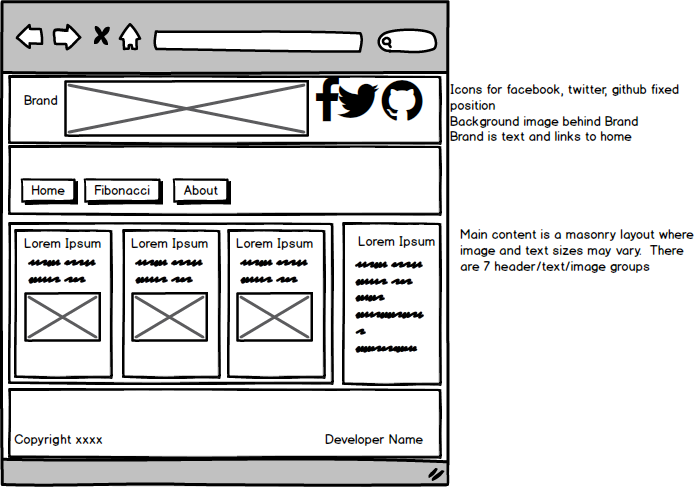 Brand
Icons for facebook, twitter, github fixed
position
Background image behind Brand
Brand is text and links to home
Home
Fibonacci
About
Lorem Ipsum
Lorem Ipsum
Lorem Ipsum
Lorem Ipsum
Main content is a masonry layout where
image and text sizes may vary.  There
are 7 header/text/image groups
Copyright xxxx
Developer Name